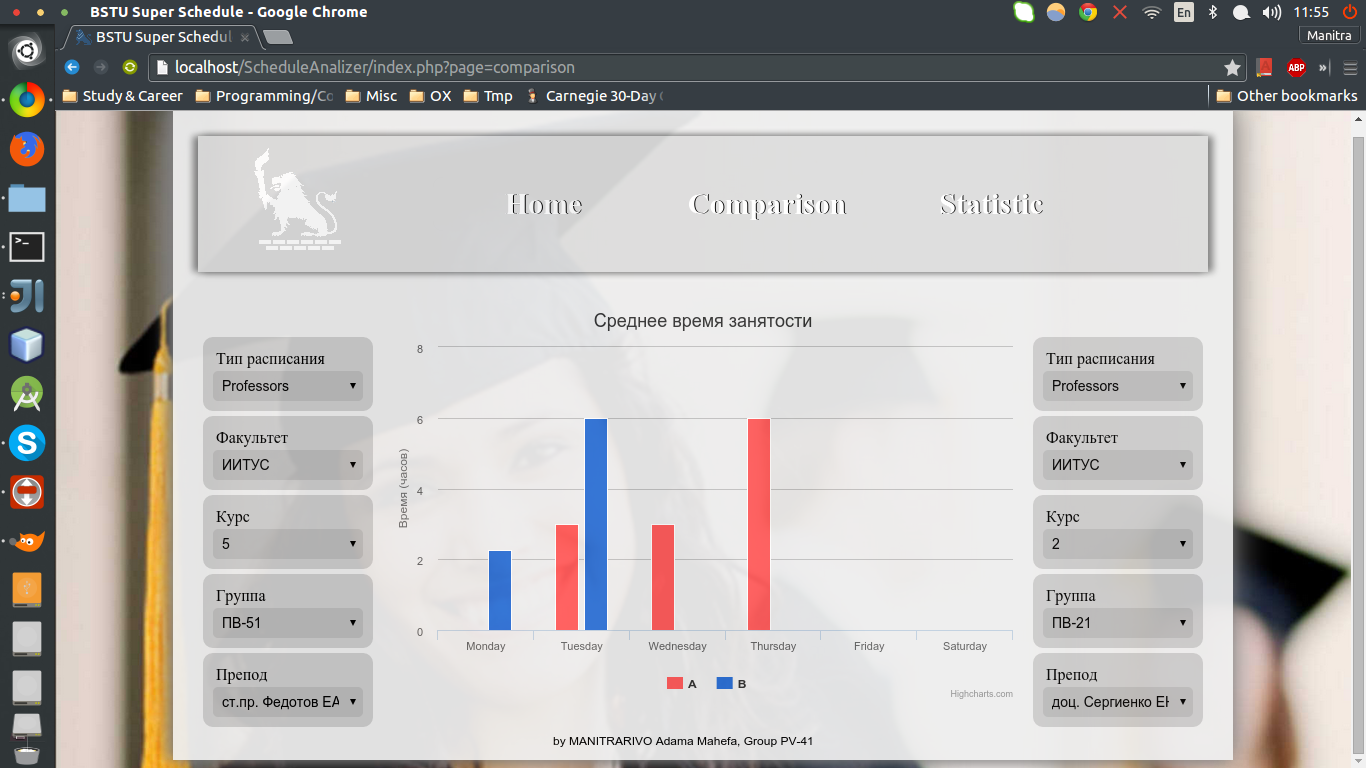 BSTU Super Schedule - Google Chrome
En
11:55
BSTU Super Schedul
Manitra
localhost/ScheduleAnalizer/index.php?page=comparison
ABP
Study & Career
Programming/Co
Misc
OX
Tmp
Carnegie 30-Day
Other bookmarks
Home
Comparison
Statistic
Среднее время занятости
Тип расписания
Professors
Факультет
ИИТУС
Курс
5
Группа
ПВ-51
Препод
ст.пр. Федотов ЕА
Время (часов)
8
6
4
2
0
Monday
Tuesday
Wednesday
Thursday
Friday
Saturday
A
B
Highcharts.com
Тип расписания
Professors
Факультет
ИИТУС
Курс
2
Группа
ПВ-21
Препод
доц. Сергиенко ЕН
by MANITRARIVO Adama Mahefa, Group PV-41